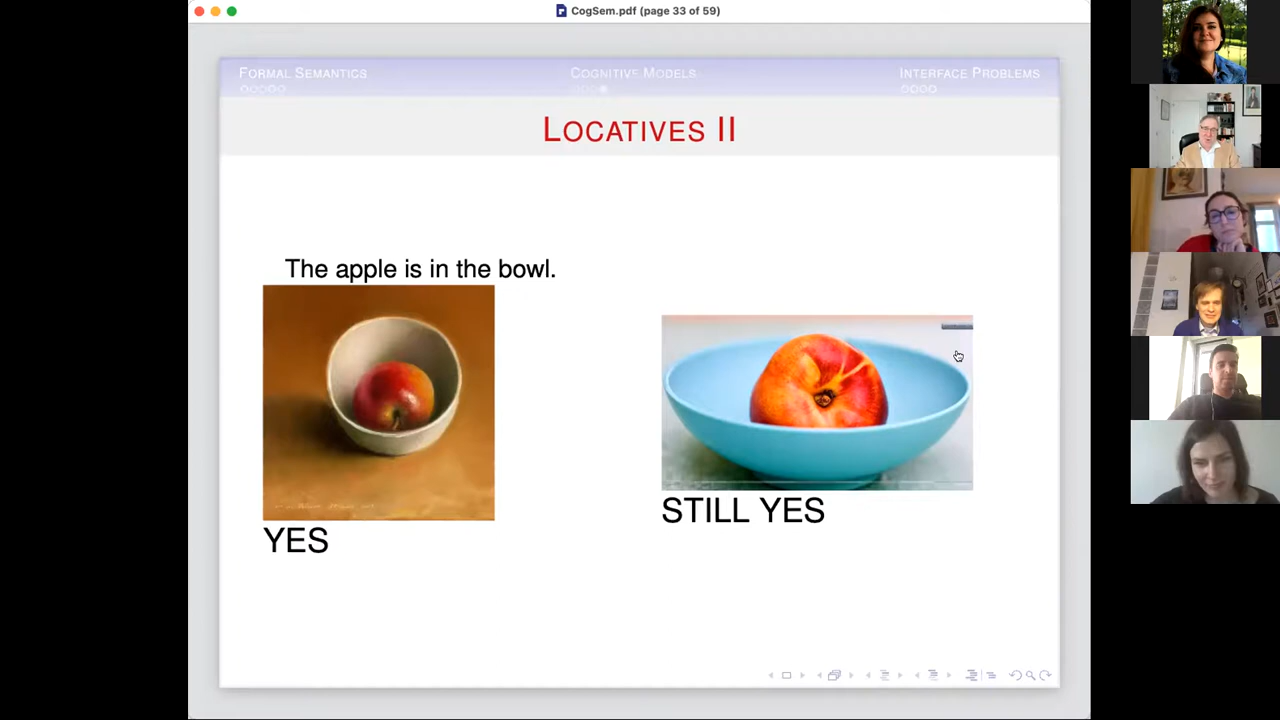 CogSem.pdf (page 33 of 59)
FORMAL SEMANTICS
COGNITIVE MODELS
INTERFACE PROBLEMS
LOCATIVES II
The apple is in the bowl.
YES
STILL YES